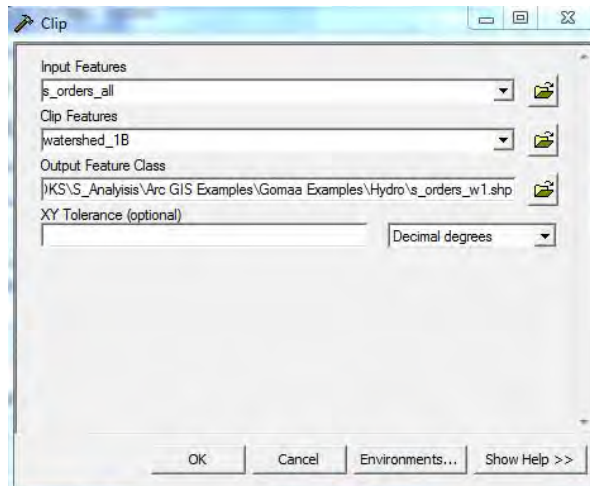 Clip
Input Features
s_orders_all
Clip Features
watershed_1B
Output Feature Class
)KS\S_Analyisis\Arc GIS Examples\Gomaa Examples\Hydro\s_orders_w1.shp
XY Tolerance (optional)
Decimal degrees
OK Cancel Environments... Show Help >>